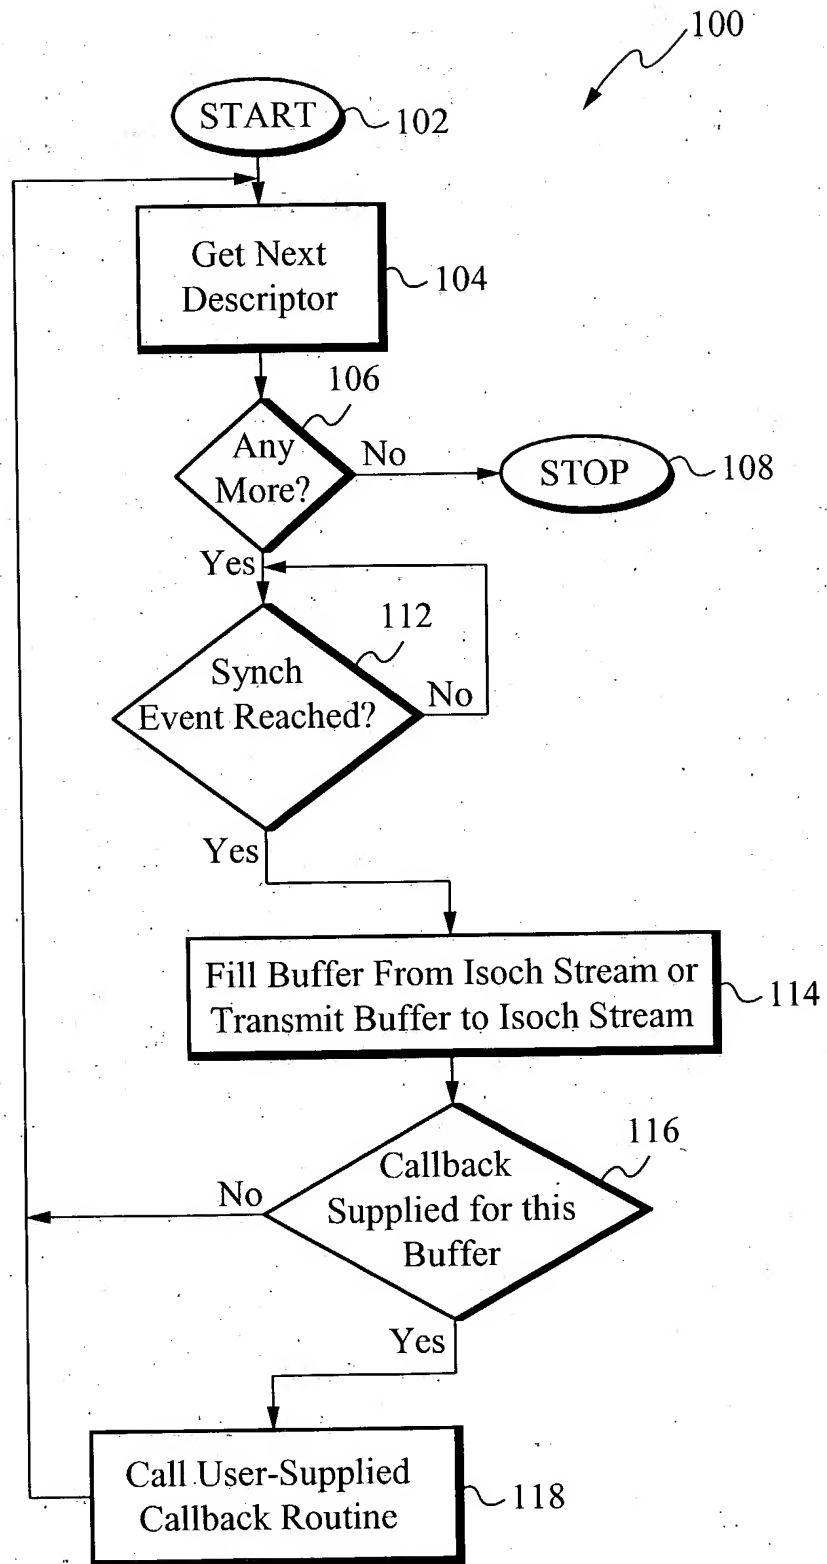 100
START
102
Get Next
Descriptor
104
106
Any
More?
No
STOP
108
Yes
112
Synch
Event Reached?
No
Yes
Fill Buffer From Isoch Stream or
Transmit Buffer to Isoch Stream
114
116
Callback
Supplied for this
Buffer
No
Yes
Call User-Supplied
Callback Routine
118